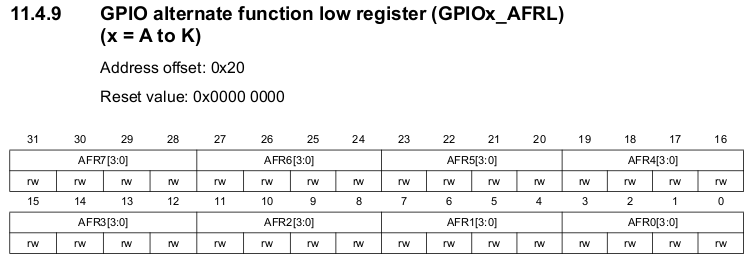 11.4.9 GPIO alternate function low register (GPIOx_AFRL)
(x = A to K)
Address offset: 0x20
Reset value: 0x0000 0000
31 30 29 28 27 26 25 24 23 22 21 20 19 18 17 16
AFR7[3:0] AFR6[3:0] AFR5[3:0] AFR4[3:0]
rw rw rw rw rw rw rw rw rw rw rw rw rw rw rw rw
15 14 13 12 11 10 9 8 7 6 5 4 3 2 1 0
AFR3[3:0] AFR2[3:0] AFR1[3:0] AFR0[3:0]
rw rw rw rw rw rw rw rw rw rw rw rw rw rw rw rw